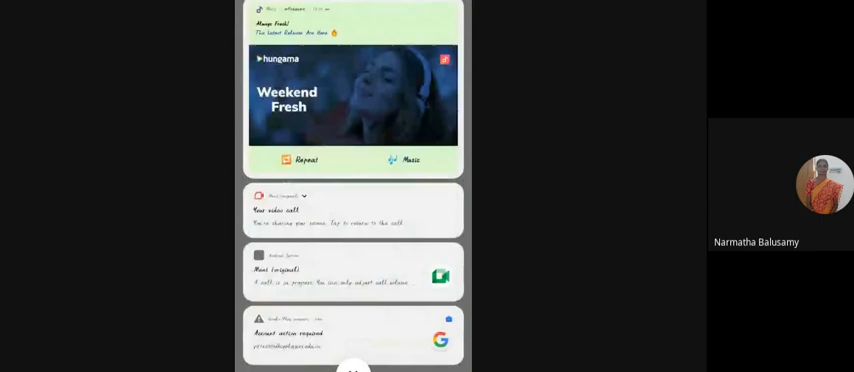 Always Fresh!
The Latest Releases Are Here 🔥
hungama
Weekend
Fresh
🔁 Repeat 🎶 Music
Meet (original)
Your video call
You're sharing your screen. Tap to return to the call.
Android System
Meet (original)
A call is in progress. You can only adjust call volume.
Account action required
Narmatha Balusamy